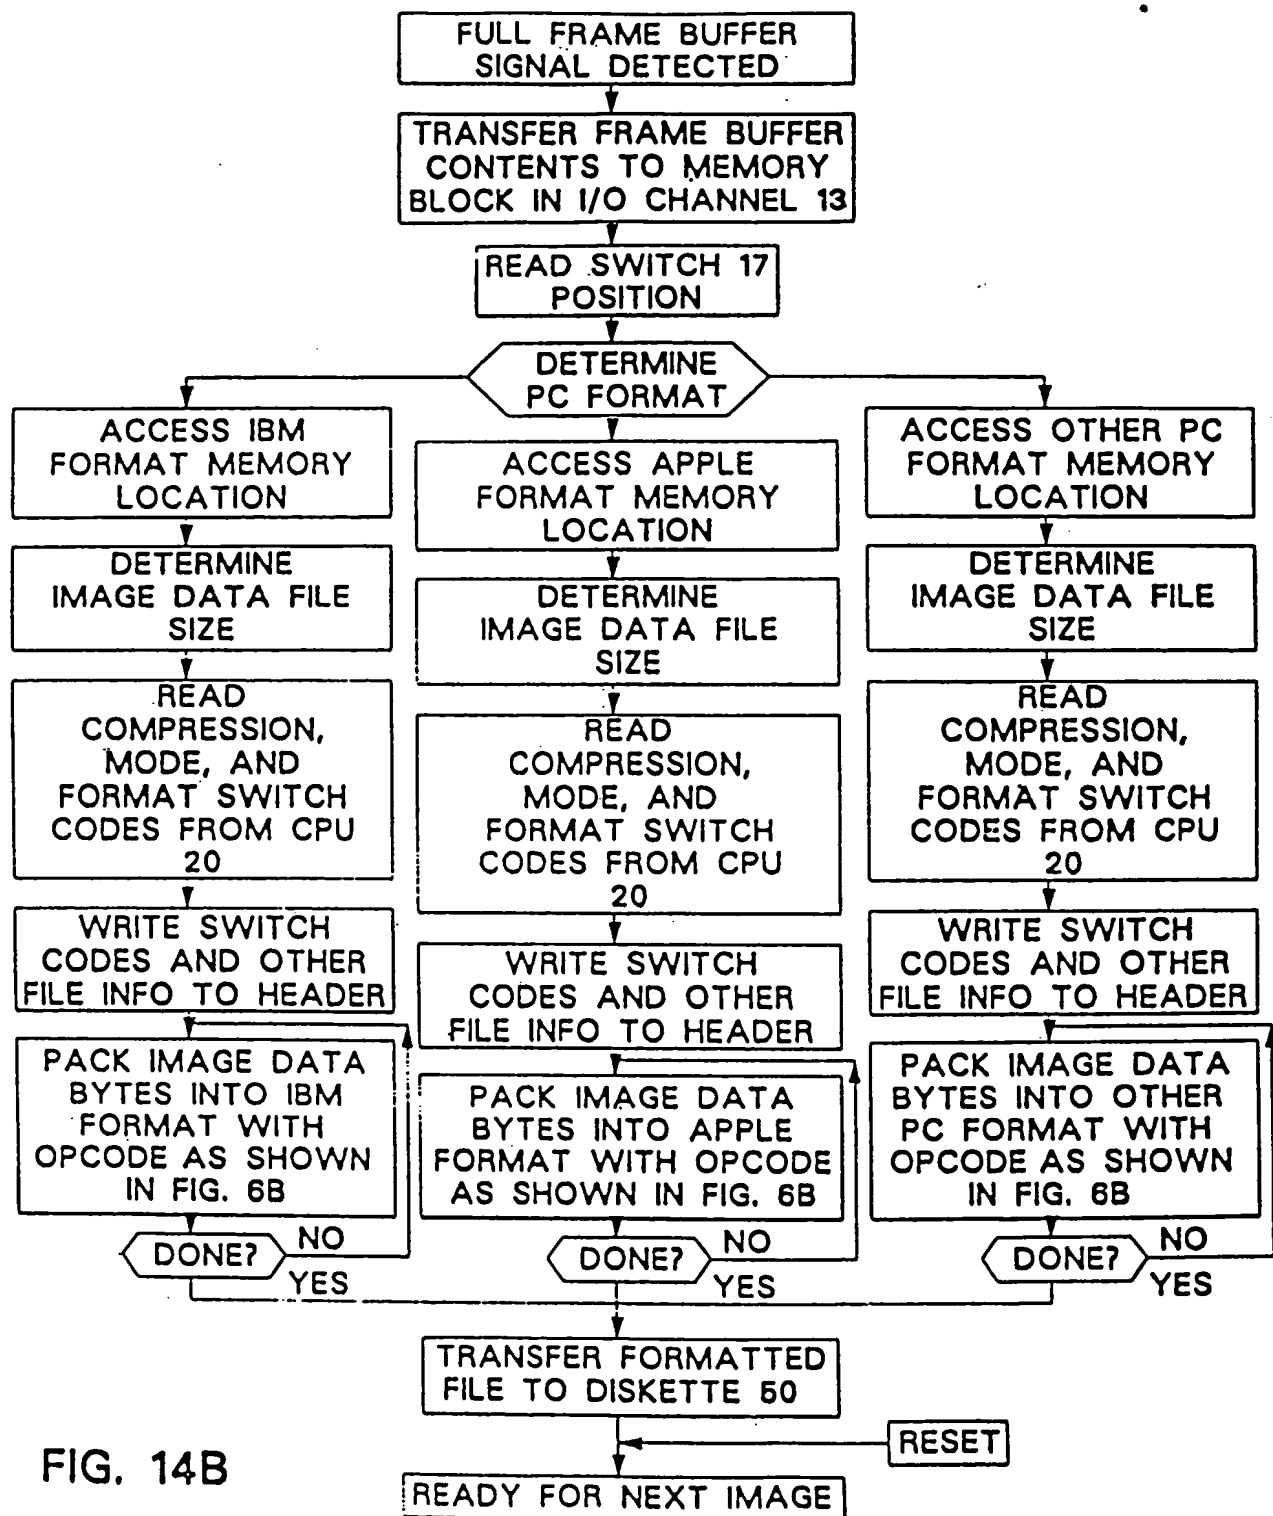 FULL FRAME BUFFER
SIGNAL DETECTED
TRANSFER FRAME BUFFER
CONTENTS TO MEMORY
BLOCK IN I/O CHANNEL 13
READ SWITCH 17
POSITION
DETERMINE
PC FORMAT
ACCESS IBM
FORMAT MEMORY
LOCATION
DETERMINE
IMAGE DATA FILE
SIZE
READ
COMPRESSION,
MODE, AND
FORMAT SWITCH
CODES FROM CPU
20
WRITE SWITCH
CODES AND OTHER
FILE INFO TO HEADER
PACK IMAGE DATA
BYTES INTO IBM
FORMAT WITH
OPCODE AS SHOWN
IN FIG. 6B
DONE?
NO
YES
ACCESS APPLE
FORMAT MEMORY
LOCATION
DETERMINE
IMAGE DATA FILE
SIZE
READ
COMPRESSION,
MODE, AND
FORMAT SWITCH
CODES FROM CPU
20
WRITE SWITCH
CODES AND OTHER
FILE INFO TO HEADER
PACK IMAGE DATA
BYTES INTO APPLE
FORMAT WITH OPCODE
AS SHOWN IN FIG. 6B
DONE?
NO
YES
ACCESS OTHER PC
FORMAT MEMORY
LOCATION
DETERMINE
IMAGE DATA FILE
SIZE
READ
COMPRESSION,
MODE, AND
FORMAT SWITCH
CODES FROM CPU
20
WRITE SWITCH
CODES AND OTHER
FILE INFO TO HEADER
PACK IMAGE DATA
BYTES INTO OTHER
PC FORMAT WITH
OPCODE AS SHOWN
IN FIG. 6B
DONE?
NO
YES
TRANSFER FORMATTED
FILE TO DISKETTE 50
RESET
READY FOR NEXT IMAGE
FIG. 14B